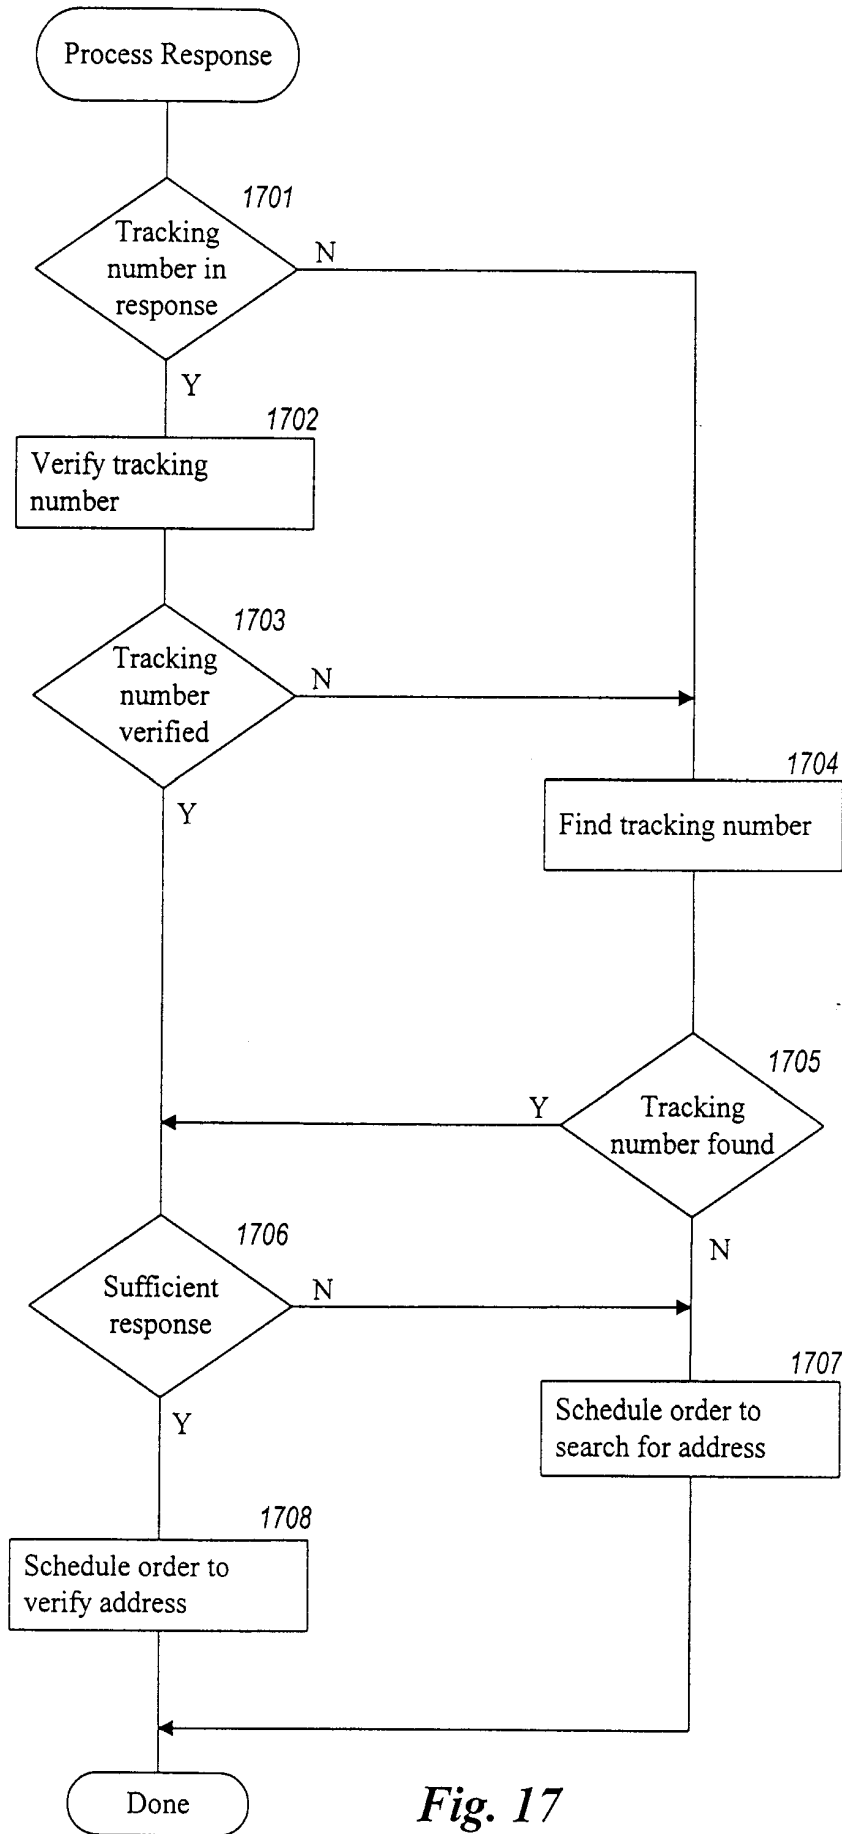 Process Response
1701
Tracking
number in
response
N
Y
1702
Verify tracking
number
1703
Tracking
number
verified
N
Y
1704
Find tracking number
1705
Tracking
number found
Y
N
1706
Sufficient
response
N
Y
1707
Schedule order to
search for address
1708
Schedule order to
verify address
Done
Fig. 17